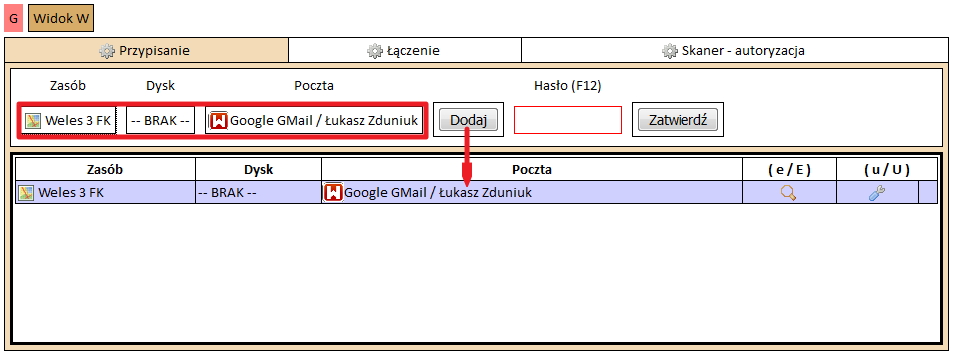 G Widok W
Przypisanie Łączenie Skaner - autoryzacja
Zasób Dysk Poczta Hasło (F12)
Weles 3 FK -- BRAK -- Google GMail / Łukasz Zduniuk Dodaj Zatwierdź
Zasób Dysk Poczta ( e / E ) ( u / U )
Weles 3 FK -- BRAK -- Google GMail / Łukasz Zduniuk